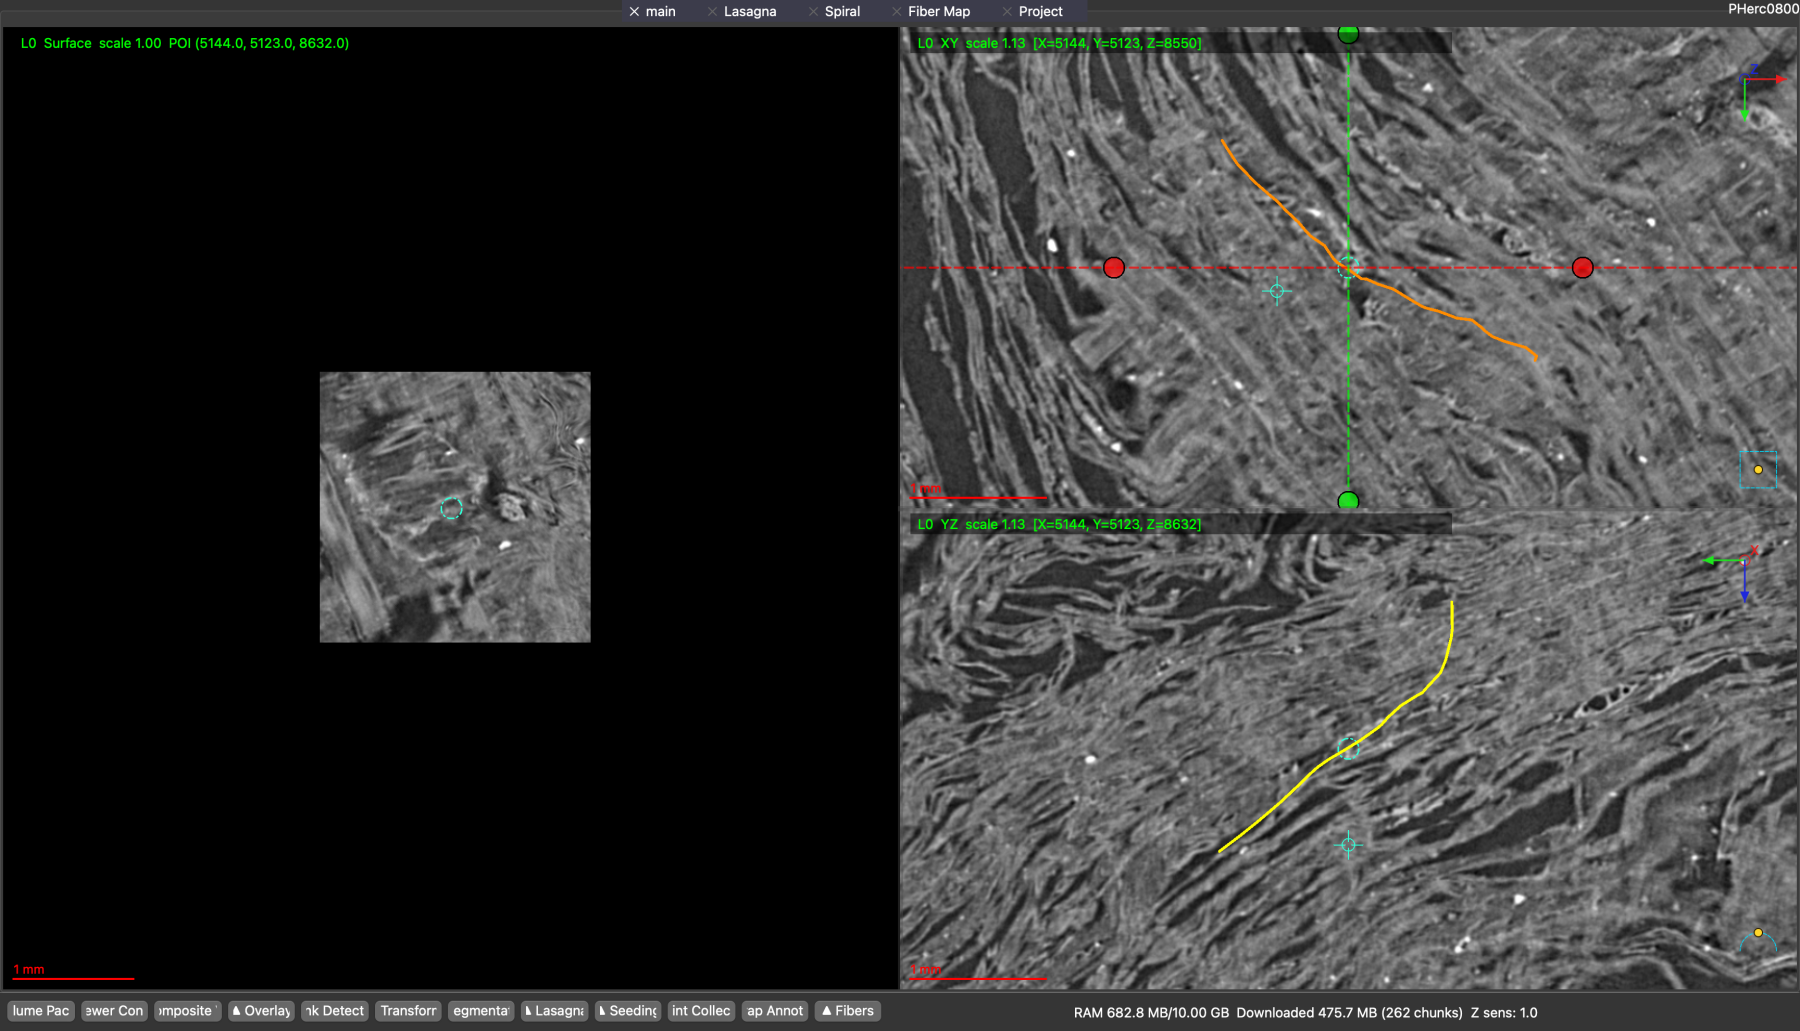 main
Lasagna
Spiral
Fiber Map
Project
PHerc0800
L0 Surface scale 1.00 POI (5144.0, 5123.0, 8632.0)
L0 XY scale 1.13 [X=5144, Y=5123, Z=8550]
Z
1 mm
L0 YZ scale 1.13 [X=5144, Y=5123, Z=8632]
X
1 mm
1 mm
lume Pac
ewer Con
omposite
Overlay
nk Detect
Transforr
egmenta
Lasagna
Seeding
int Collec
ap Annot
Fibers
RAM 682.8 MB/10.00 GB Downloaded 475.7 MB (262 chunks) Z sens: 1.0